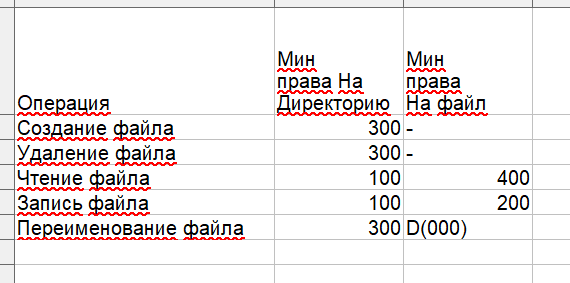 Операция
Мин
права На
Директорию
Мин
права
На файл
Создание файла 300 -
Удаление файла 300 -
Чтение файла 100 400
Запись файла 100 200
Переименование файла 300 D(000)